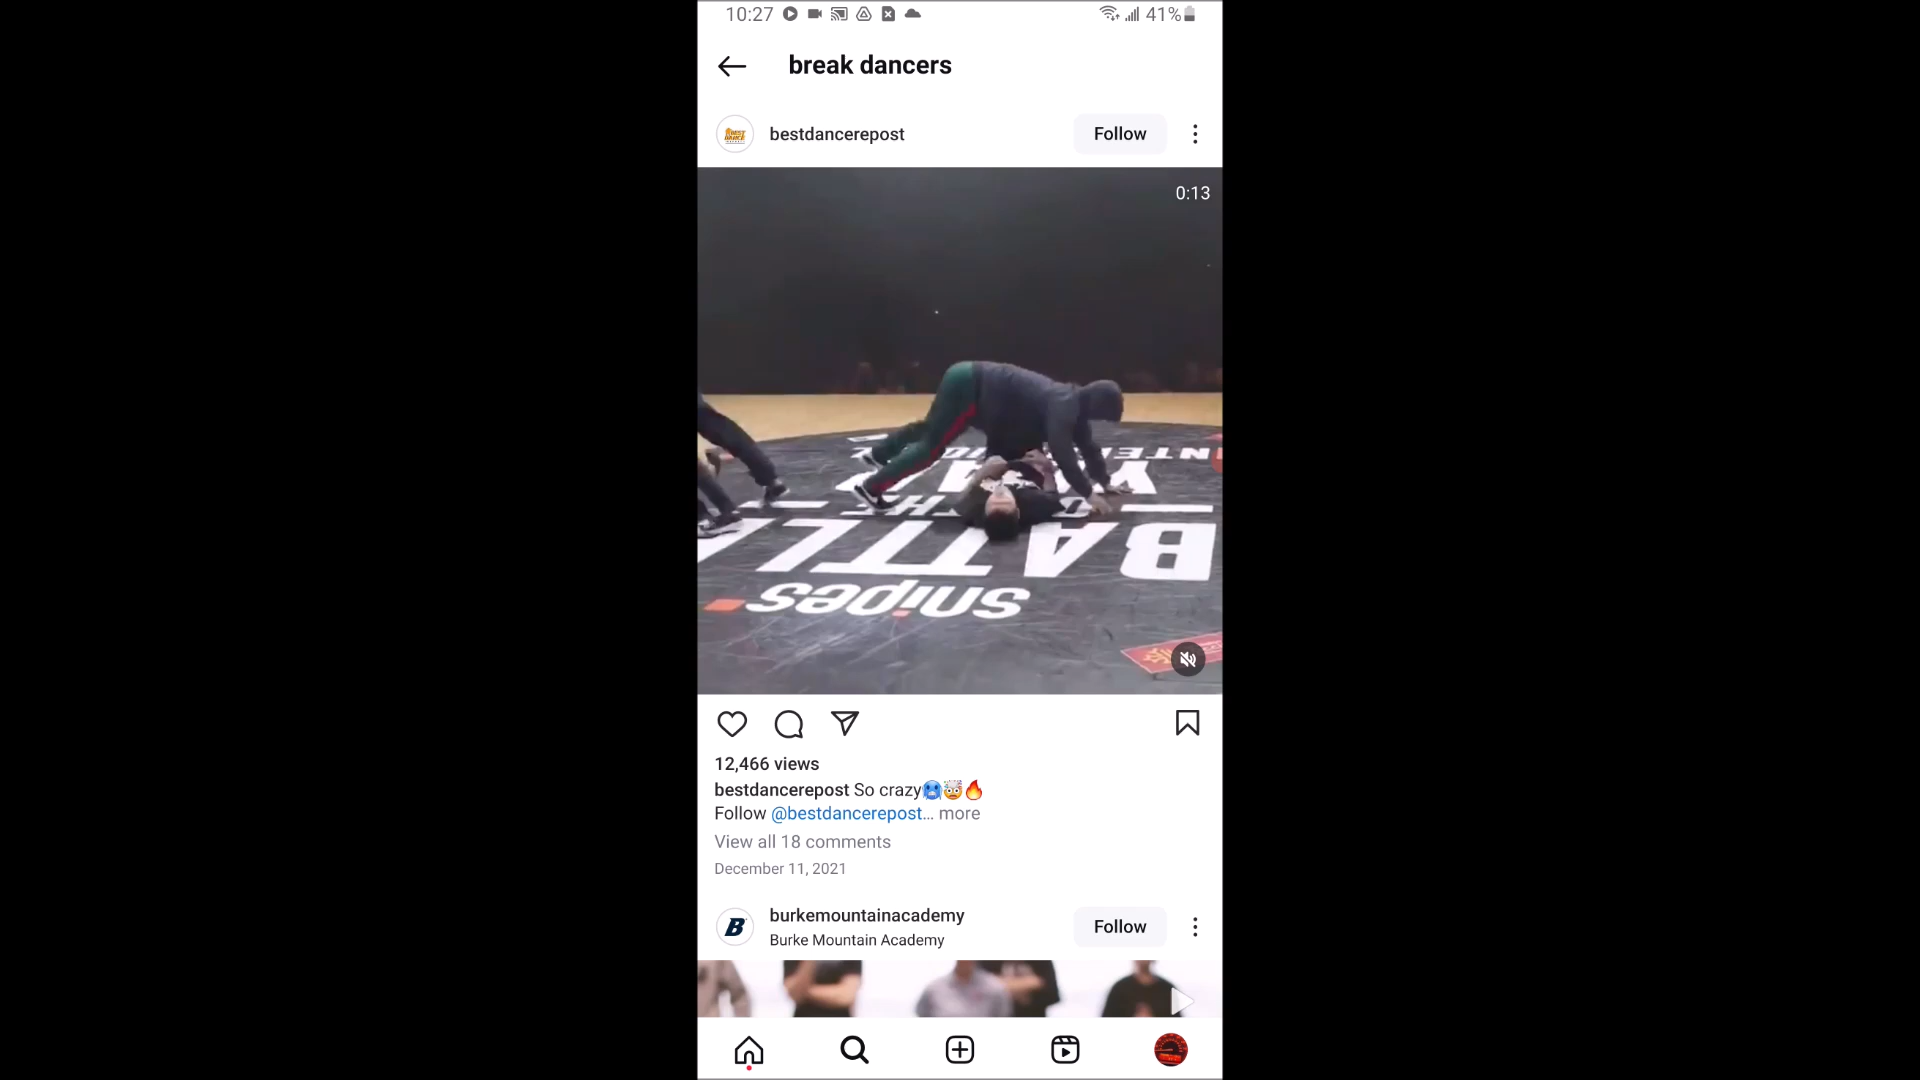 10:27
41%
break dancers
bestdancerepost
Follow
0:13
BATTLE
snipes
12,466 views
bestdancerepost So crazy🥶🤯🔥
Follow @bestdancerepost... more
View all 18 comments
December 11, 2021
B
burkemountainacademy
Burke Mountain Academy
Follow